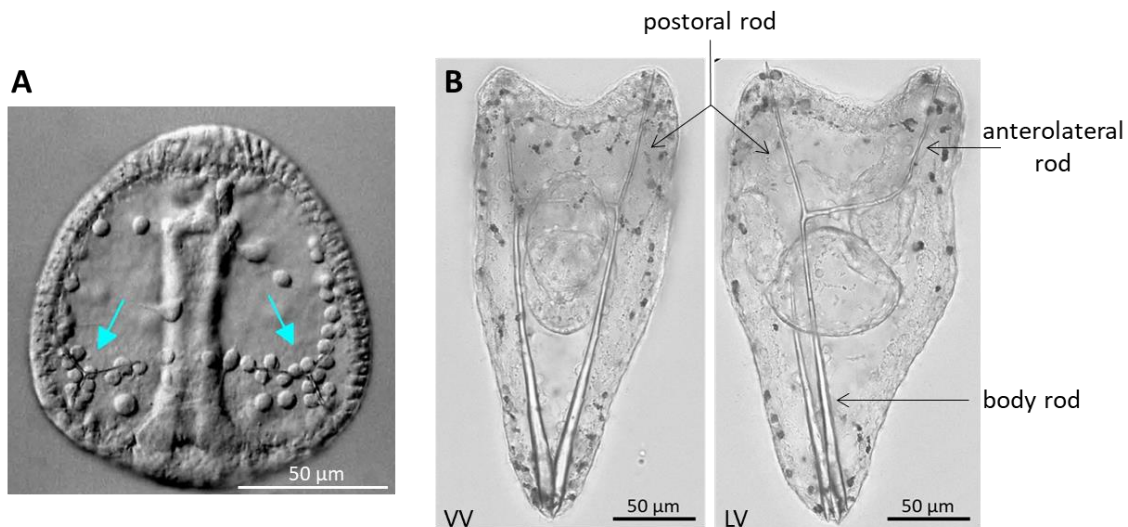 postoral rod
A
B
anterolateral
rod
body rod
50 µm
VV
50 µm
LV
50 µm